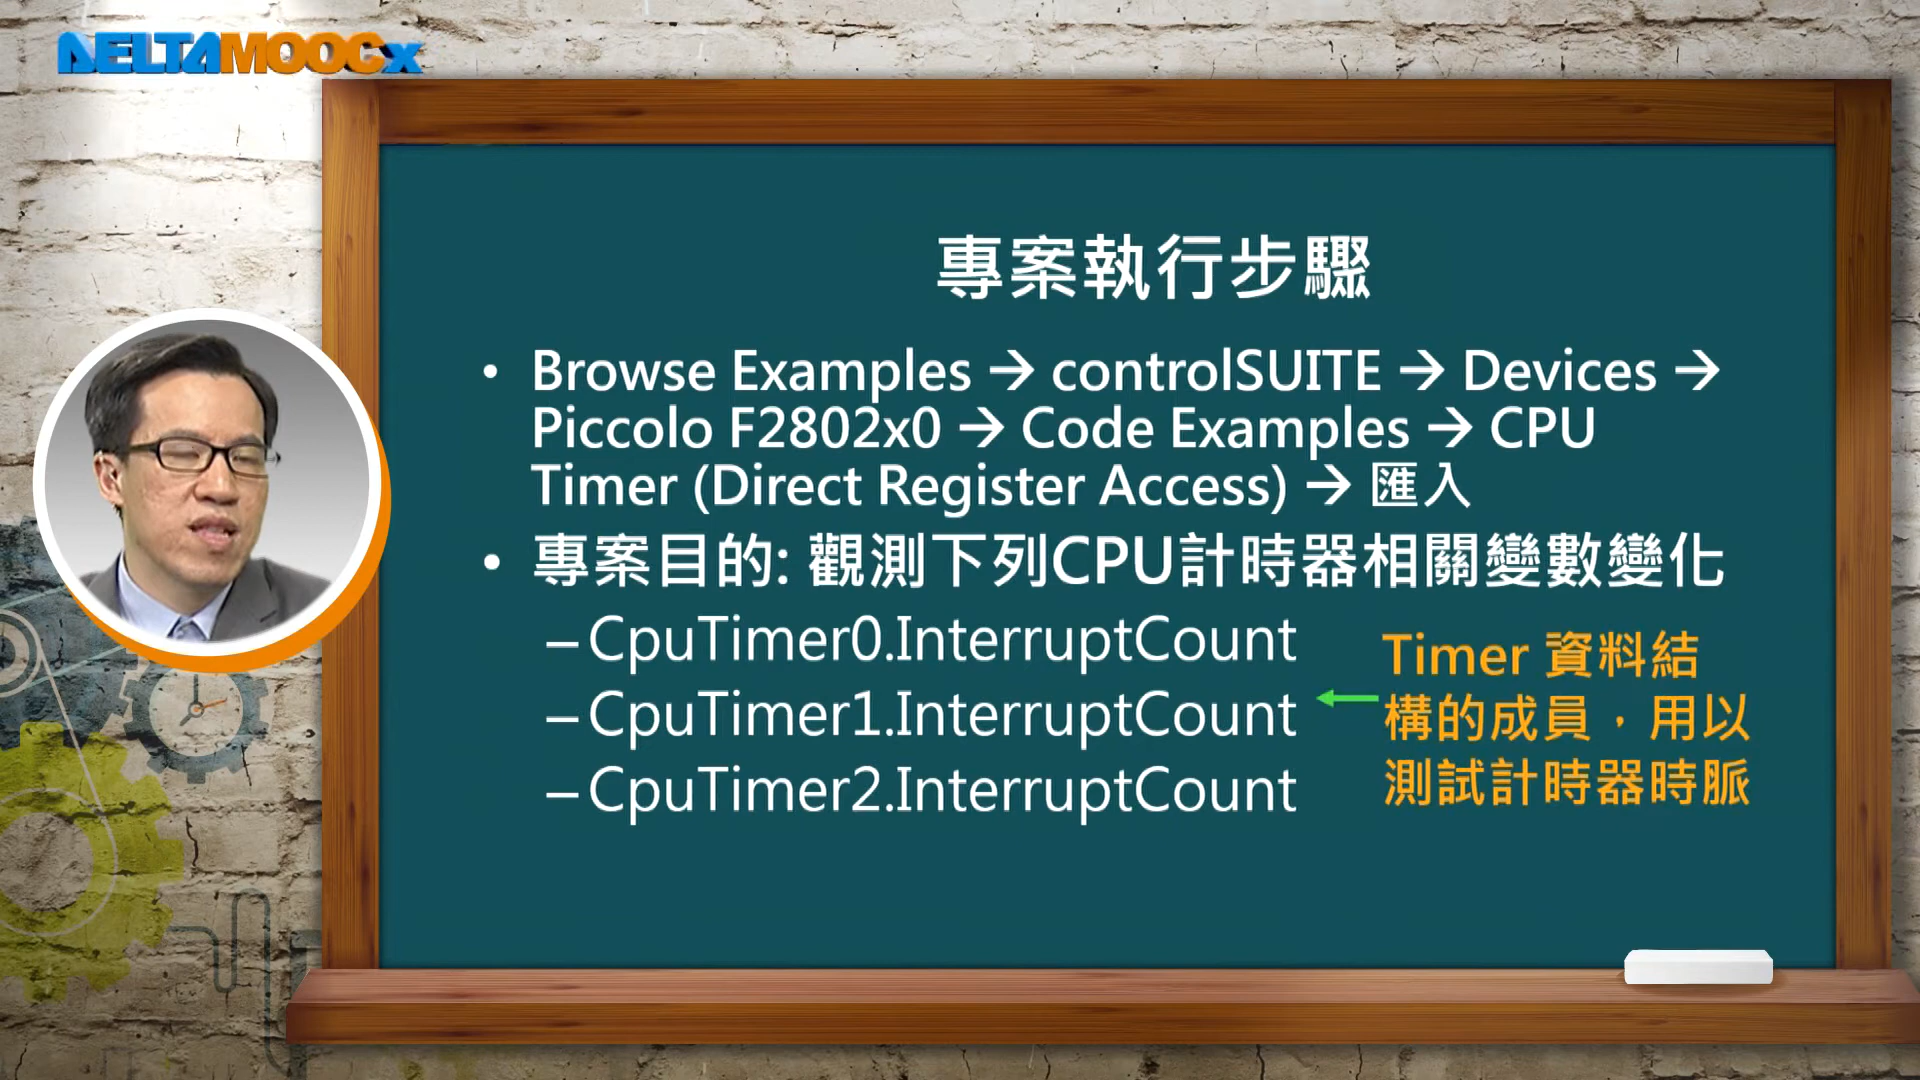 DELTAMOOCx
專案執行步驟
• Browse Examples → controlSUITE → Devices →
Piccolo F2802x0 → Code Examples → CPU
Timer (Direct Register Access) → 匯入
• 專案目的: 觀測下列CPU計時器相關變數變化
– CpuTimer0.InterruptCount
– CpuTimer1.InterruptCount
– CpuTimer2.InterruptCount
Timer 資料結
構的成員，用以
測試計時器時脈